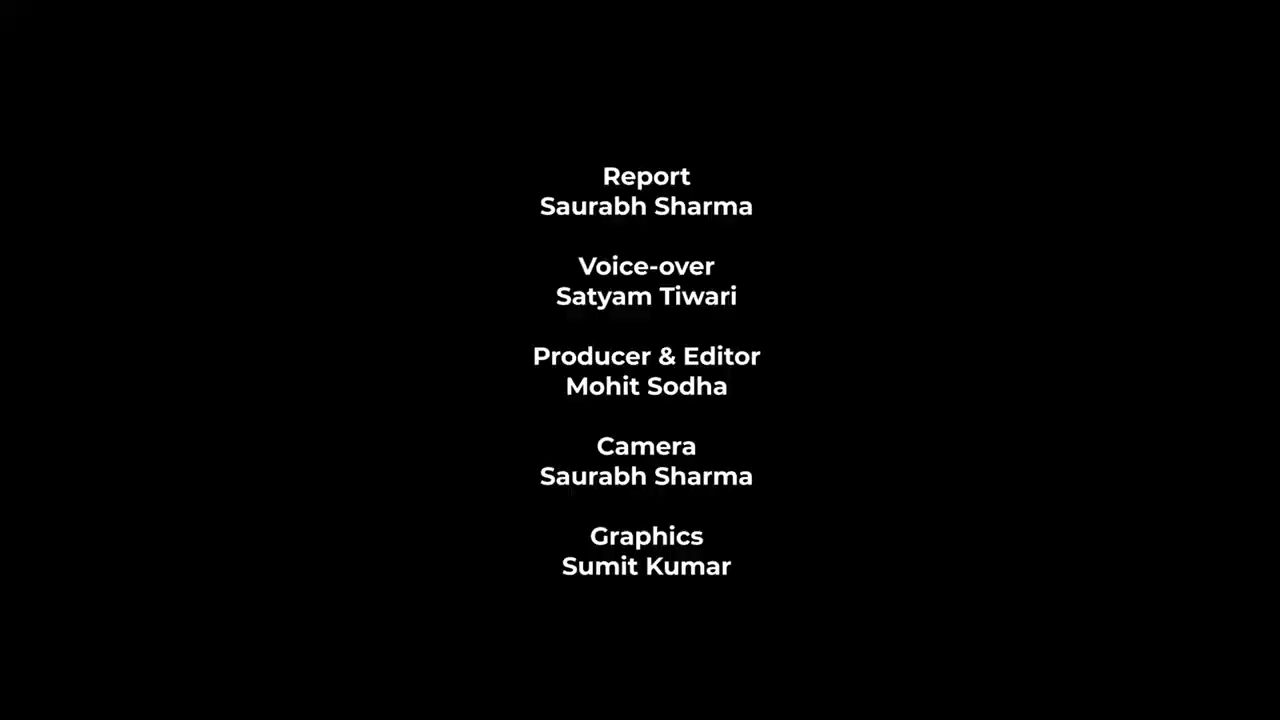 Report
Saurabh Sharma
Voice-over
Satyam Tiwari
Producer & Editor
Mohit Sodha
Camera
Saurabh Sharma
Graphics
Sumit Kumar